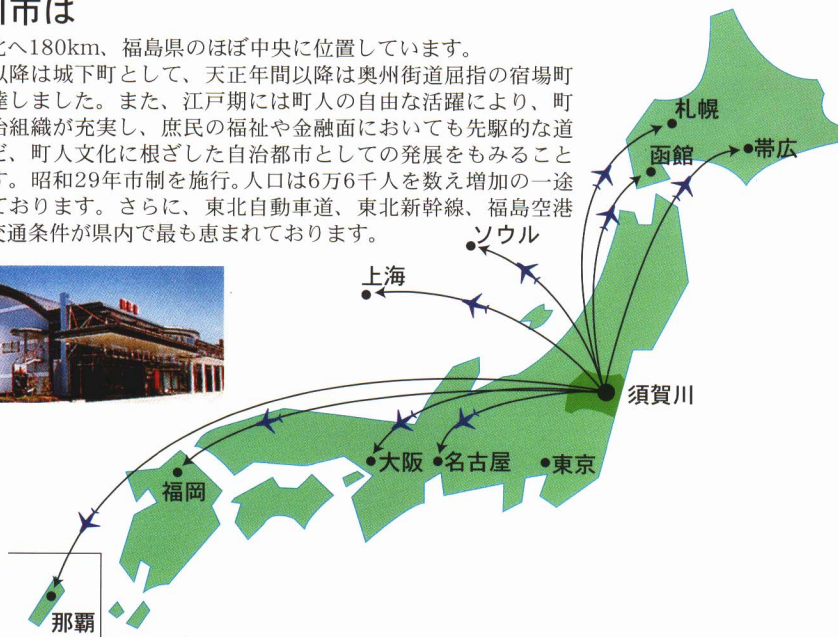 川市は
へ180km、福島県のほぼ中央に位置しています。
以降は城下町として、天正年間以降は奥州街道屈指の宿場町
達しました。また、江戸期には町人の自由な活躍により、町
治組織が充実し、庶民の福祉や金融面においても先駆的な道
ど、町人文化に根ざした自治都市としての発展をもみること
す。昭和29年市制を施行。人口は6万6千人を数え増加の一途
ております。さらに、東北自動車道、東北新幹線、福島空港
交通条件が県内で最も恵まれております。
札幌
函館
帯広
ソウル
上海
須賀川
大阪
名古屋
東京
福岡
那覇